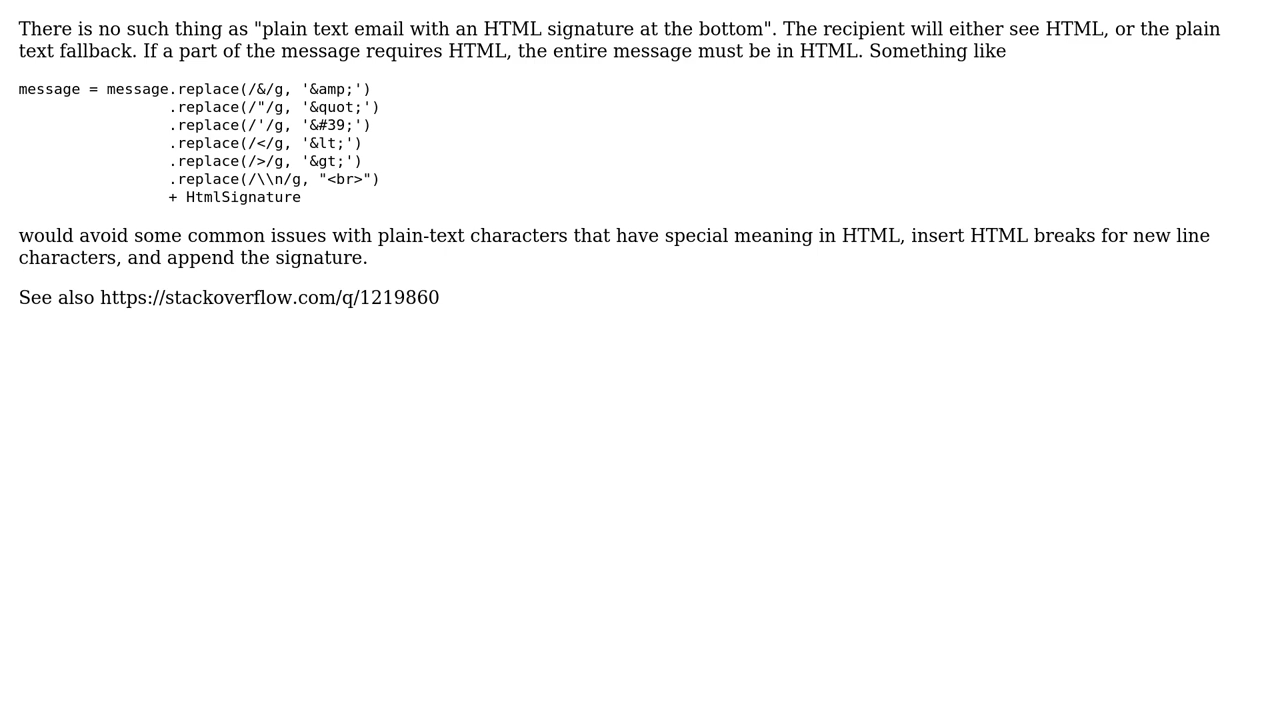 There is no such thing as "plain text email with an HTML signature at the bottom". The recipient will either see HTML, or the plain
text fallback. If a part of the message requires HTML, the entire message must be in HTML. Something like
message = message.replace(/&/g, '&amp;')
                 .replace(/"/g, '&quot;')
                 .replace(/'/g, '&#39;')
                 .replace(/</g, '&lt;')
                 .replace(/>/g, '&gt;')
                 .replace(/\\n/g, "<br>")
                 + HtmlSignature
would avoid some common issues with plain-text characters that have special meaning in HTML, insert HTML breaks for new line
characters, and append the signature.
See also https://stackoverflow.com/q/1219860